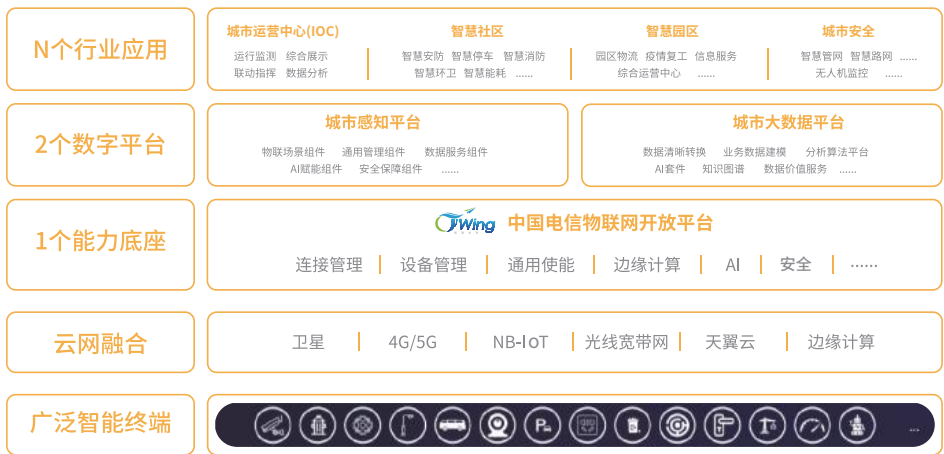 N个行业应用
城市运营中心(IOC)
运行监测 综合展示
联动指挥 数据分析
智慧社区
智慧安防 智慧停车 智慧消防
智慧环卫 智慧能耗 ......
智慧园区
园区物流 疫情复工 信息服务
综合运营中心 ......
城市安全
智慧管网 智慧路网 ......
无人机监控 ......
2个数字平台
城市感知平台
物联场景组件 通用管理组件 数据服务组件
AI赋能组件 安全保障组件 ......
城市大数据平台
数据清晰转换 业务数据建模 分析算法平台
AI套件 知识图谱 数据价值服务 ......
1个能力底座
CTWing 中国电信物联网开放平台
连接管理 设备管理 通用使能 边缘计算 AI 安全 ......
云网融合
卫星 4G/5G NB-IoT 光线宽带网 天翼云 边缘计算
广泛智能终端
P
......